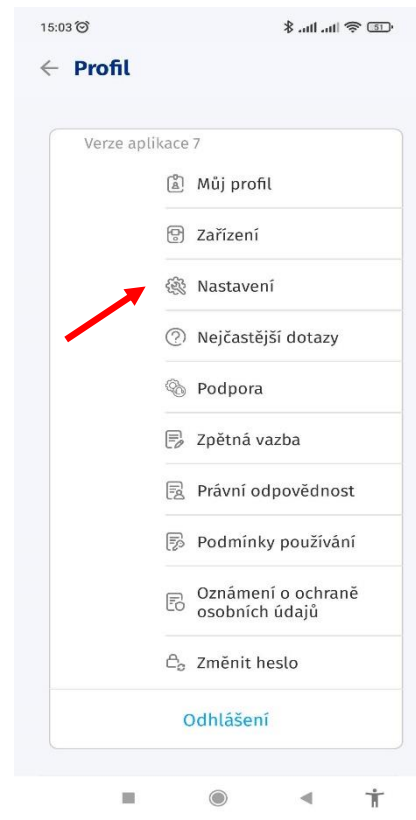 15:03
51
Profil
Verze aplikace 7
Můj profil
Zařízení
Nastavení
Nejčastější dotazy
Podpora
Zpětná vazba
Právní odpovědnost
Podmínky používání
Oznámení o ochraně
osobních údajů
Změnit heslo
Odhlášení